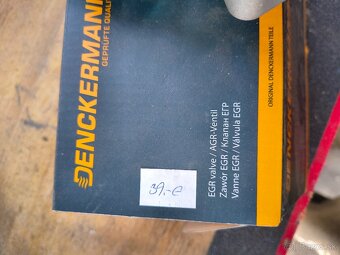 DENCKERMANN
GEPRÜFTE QUALI
39.-€
EGR valve / AGR-Ventil
Zawór EGR / Клапан ЕГР
Vanne EGR / Válvula EGR
ORIGINAL DENCKERMANN TEILE